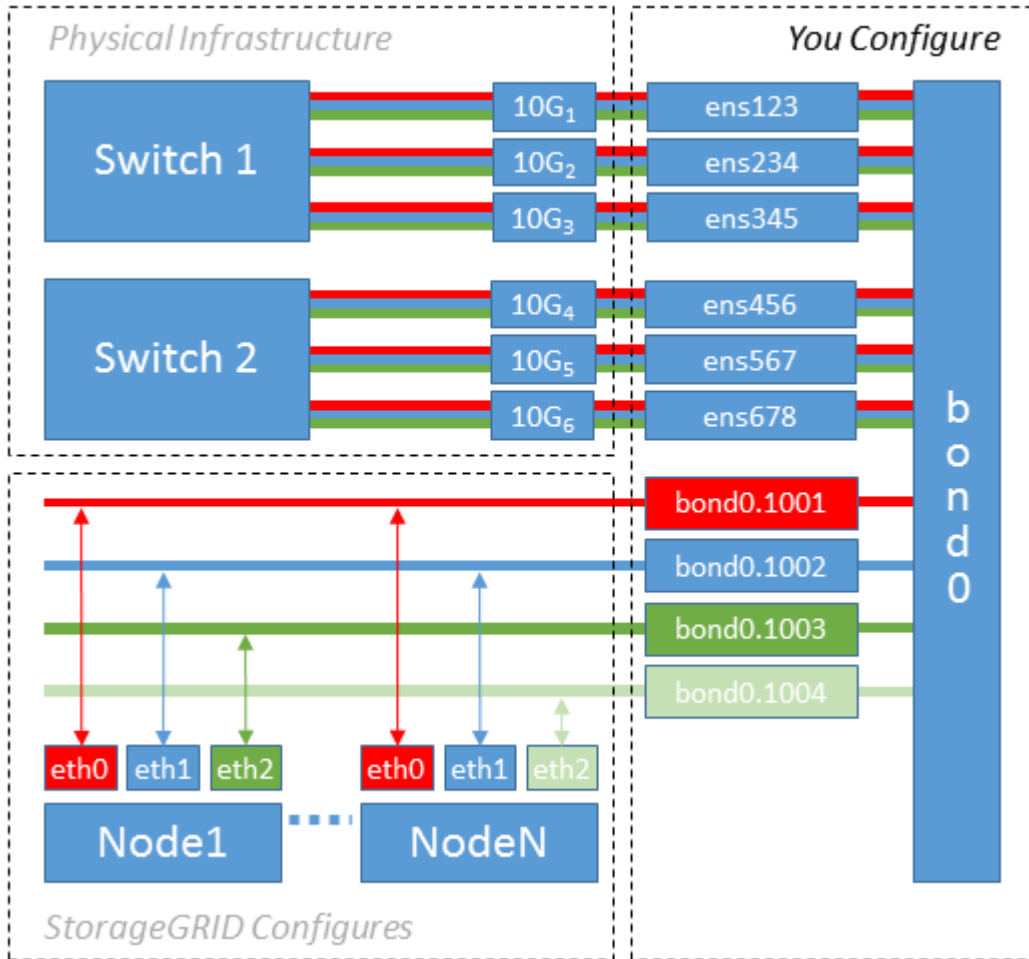 Physical Infrastructure
You Configure
Switch 1
10G₁
ens123
10G₂
ens234
10G₃
ens345
Switch 2
10G₄
ens456
10G₅
ens567
10G₆
ens678
bond0
bond0.1001
bond0.1002
bond0.1003
bond0.1004
eth0
eth1
eth2
eth0
eth1
eth2
Node1
NodeN
StorageGRID Configures